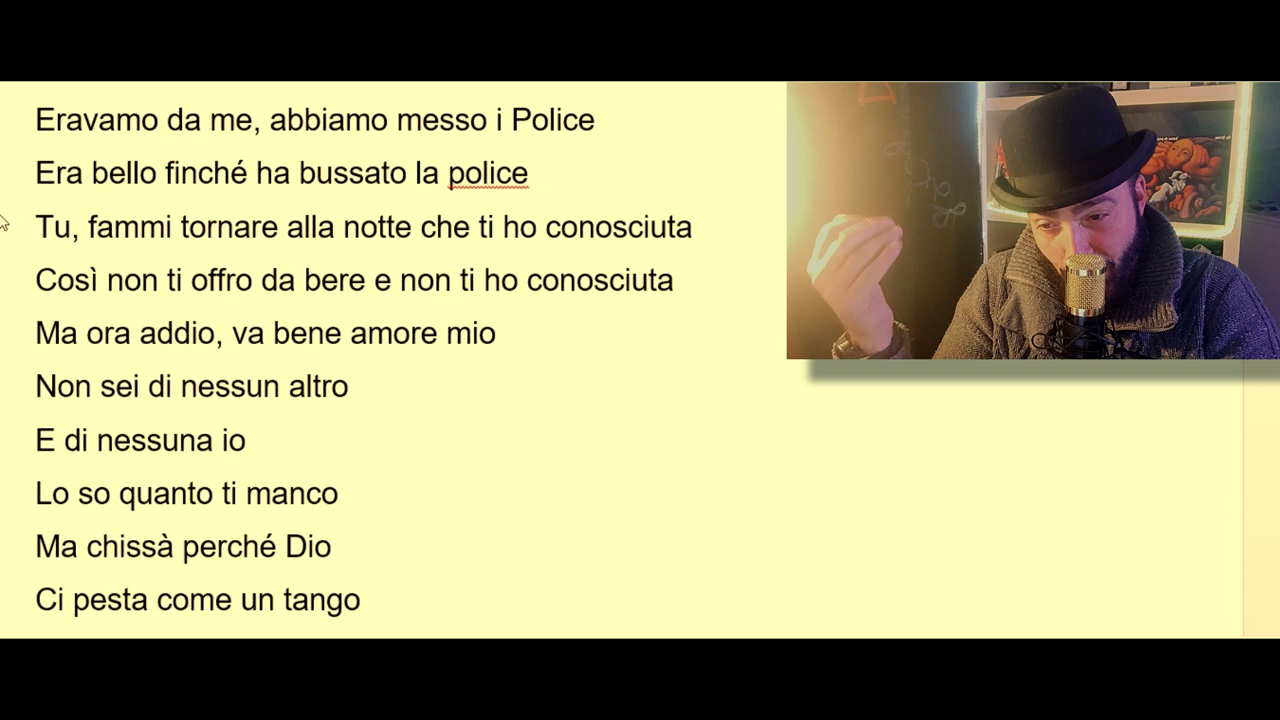 Eravamo da me, abbiamo messo i Police
Era bello finché ha bussato la police
Tu, fammi tornare alla notte che ti ho conosciuta
Così non ti offro da bere e non ti ho conosciuta
Ma ora addio, va bene amore mio
Non sei di nessun altro
E di nessuna io
Lo so quanto ti manco
Ma chissà perché Dio
Ci pesta come un tango